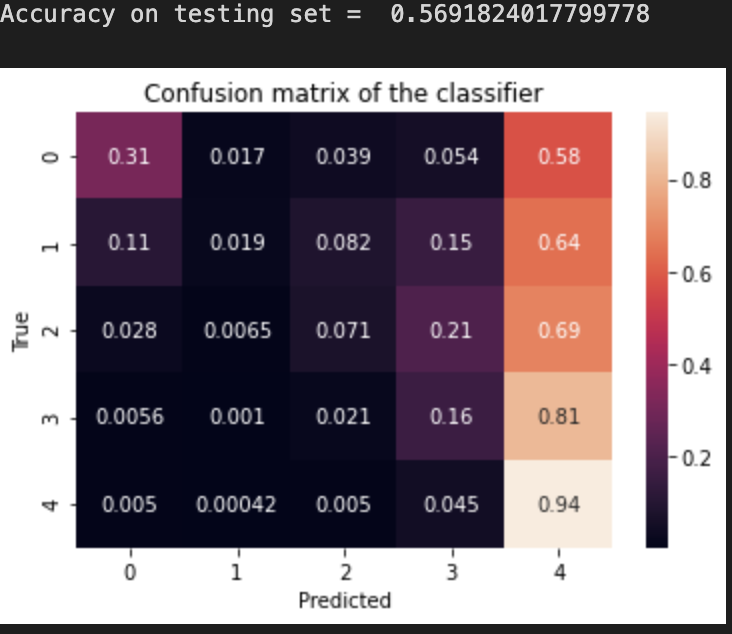 Accuracy on testing set =  0.5691824017799778
Confusion matrix of the classifier
0 0.31 0.017 0.039 0.054 0.58
1 0.11 0.019 0.082 0.15 0.64
2 0.028 0.0065 0.071 0.21 0.69
3 0.0056 0.001 0.021 0.16 0.81
4 0.005 0.00042 0.005 0.045 0.94
0 1 2 3 4
Predicted
True
0.8
0.6
0.4
0.2